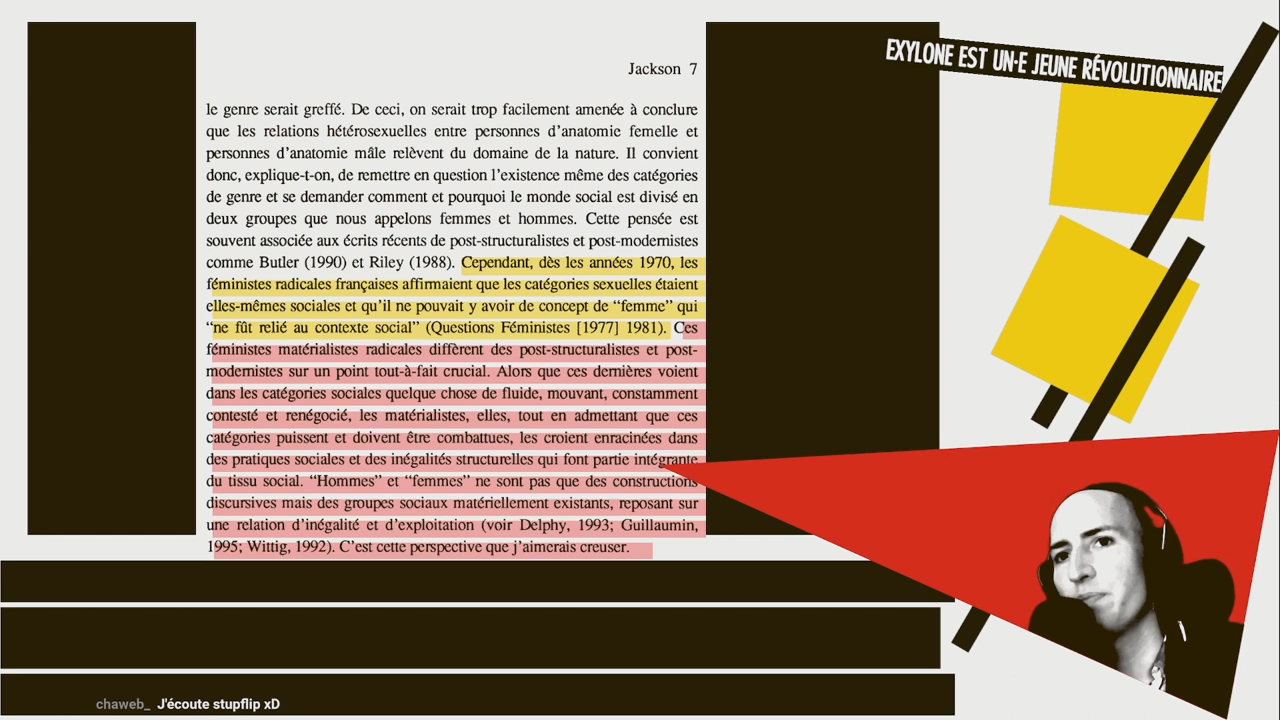 EXYLONE EST UN·E JEUNE RÉVOLUTIONNAIRE
Jackson 7
le genre serait greffé. De ceci, on serait trop facilement amenée à conclure
que les relations hétérosexuelles entre personnes d’anatomie femelle et
personnes d’anatomie mâle relèvent du domaine de la nature. Il convient
donc, explique-t-on, de remettre en question l’existence même des catégories
de genre et se demander comment et pourquoi le monde social est divisé en
deux groupes que nous appelons femmes et hommes. Cette pensée est
souvent associée aux écrits récents de post-structuralistes et post-modernistes
comme Butler (1990) et Riley (1988). Cependant, dès les années 1970, les
féministes radicales françaises affirmaient que les catégories sexuelles étaient
elles-mêmes sociales et qu’il ne pouvait y avoir de concept de “femme” qui
“ne fût relié au contexte social” (Questions Féministes [1977] 1981). Ces
féministes matérialistes radicales diffèrent des post-structuralistes et post-
modernistes sur un point tout-à-fait crucial. Alors que ces dernières voient
dans les catégories sociales quelque chose de fluide, mouvant, constamment
contesté et renégocié, les matérialistes, elles, tout en admettant que ces
catégories puissent et doivent être combattues, les croient enracinées dans
des pratiques sociales et des inégalités structurelles qui font partie intégrante
du tissu social. “Hommes” et “femmes” ne sont pas que des constructions
discursives mais des groupes sociaux matériellement existants, reposant sur
une relation d’inégalité et d’exploitation (voir Delphy, 1993; Guillaumin,
1995; Wittig, 1992). C’est cette perspective que j’aimerais creuser.
chaweb_ J'écoute stupflip xD